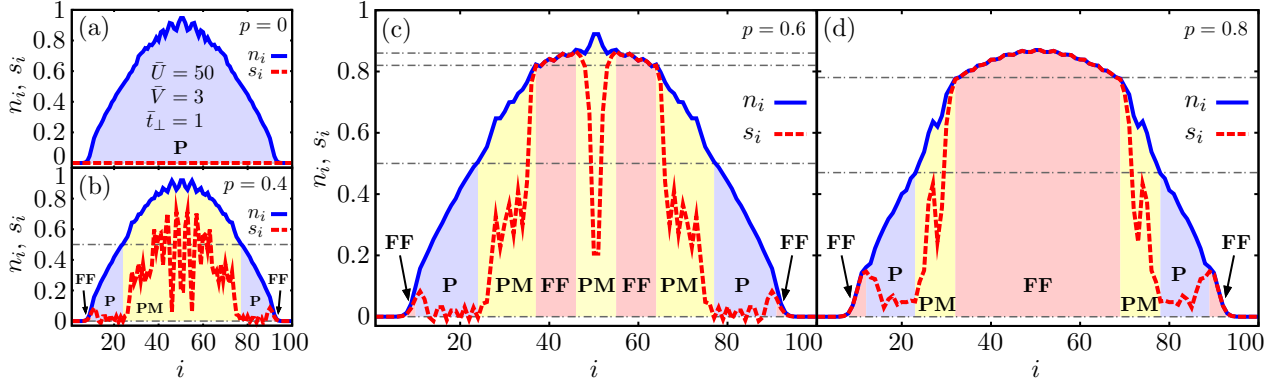 (a)
p = 0
n_i
s_i
Ū = 50
V̄ = 3
t̄_⊥ = 1
P
n_i, s_i
1
0.8
0.6
0.4
0.2
0
(b)
p = 0.4
n_i
s_i
FF
P
PM
P
FF
n_i, s_i
1
0.8
0.6
0.4
0.2
0
20
40
60
80
100
i
(c)
p = 0.6
n_i
s_i
FF
P
PM
FF
PM
FF
PM
P
FF
n_i, s_i
1
0.8
0.6
0.4
0.2
0
20
40
60
80
100
i
(d)
p = 0.8
n_i
s_i
FF
P
PM
FF
PM
P
FF
20
40
60
80
100
i